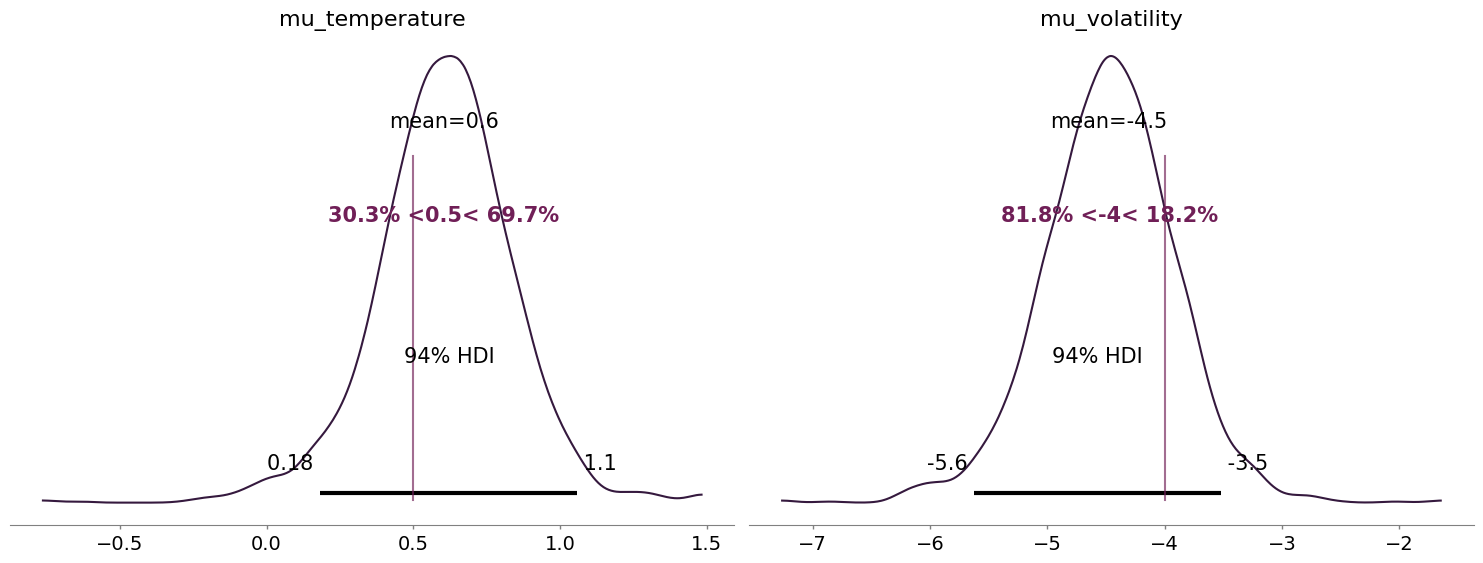 mu_temperature
mean=0.6
30.3% <0.5< 69.7%
94% HDI
0.18
1.1
−0.5
0.0
0.5
1.0
1.5
mu_volatility
mean=-4.5
81.8% <-4< 18.2%
94% HDI
-5.6
-3.5
−7
−6
−5
−4
−3
−2